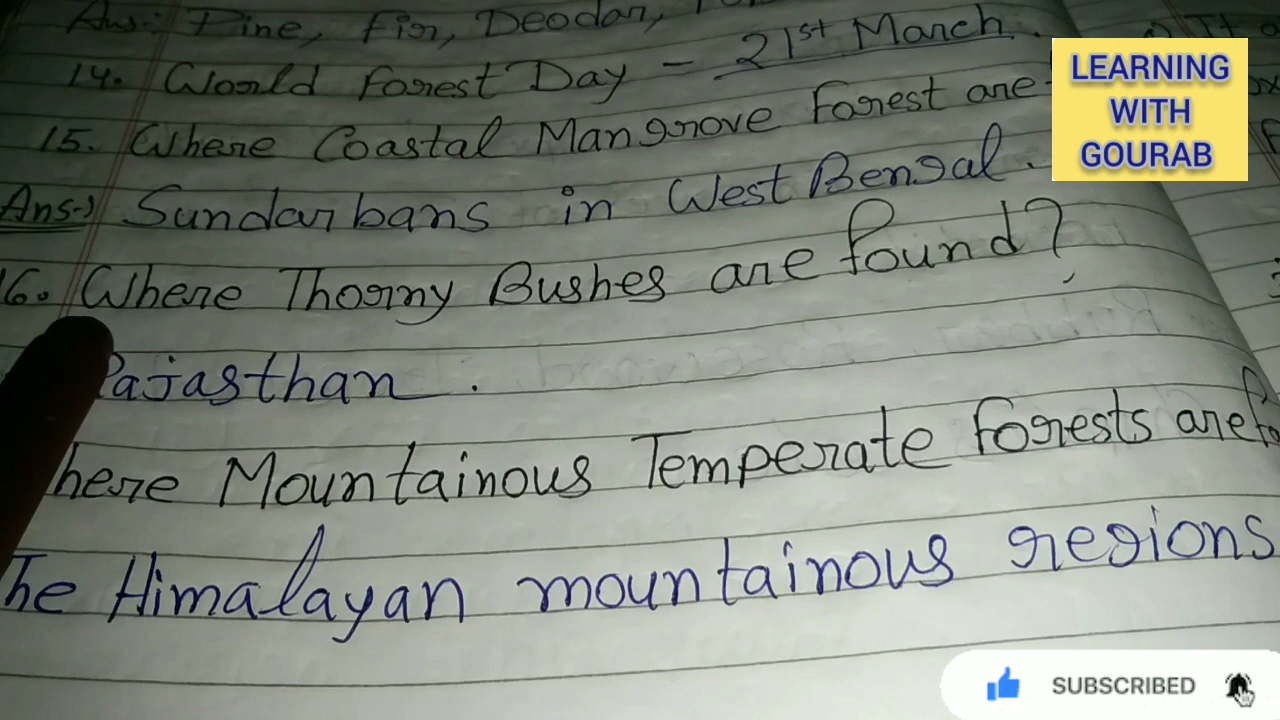 Ans:- Pine, Fir, Deodar,
14. World Forest Day - 21st March.
15. Where Coastal Mangrove Forest are
Ans:-) Sundarbans in West Bengal.
16. Where Thorny Bushes are found?
Rajasthan.
here Mountainous Temperate Forests are
The Himalayan mountainous regions
LEARNING
WITH
GOURAB
SUBSCRIBED